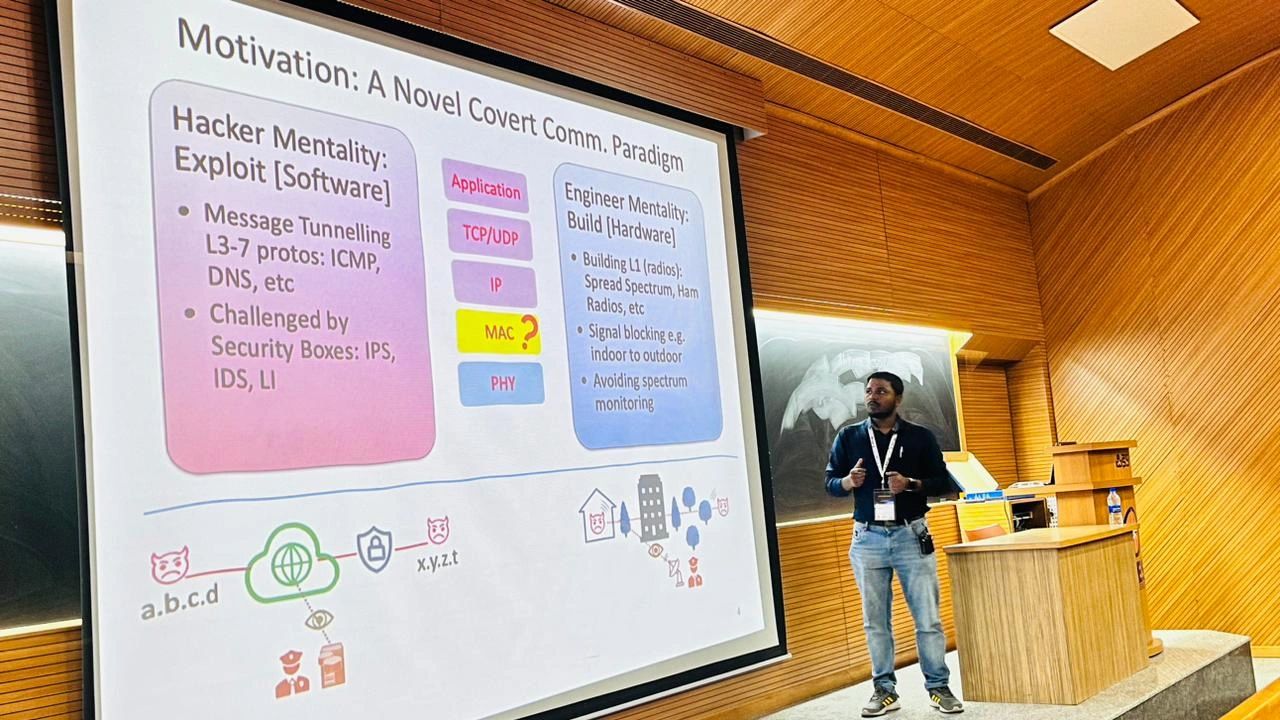 Motivation: A Novel Covert Comm. Paradigm
Hacker Mentality:
Exploit [Software]
• Message Tunnelling
L3-7 protos: ICMP,
DNS, etc
• Challenged by
Security Boxes: IPS,
IDS, LI
Application
TCP/UDP
IP
MAC ?
PHY
Engineer Mentality:
Build [Hardware]
• Building L1 (radios):
Spread Spectrum, Ham
Radios, etc
• Signal blocking e.g.
indoor to outdoor
• Avoiding spectrum
monitoring
a.b.c.d
x.y.z.t
4